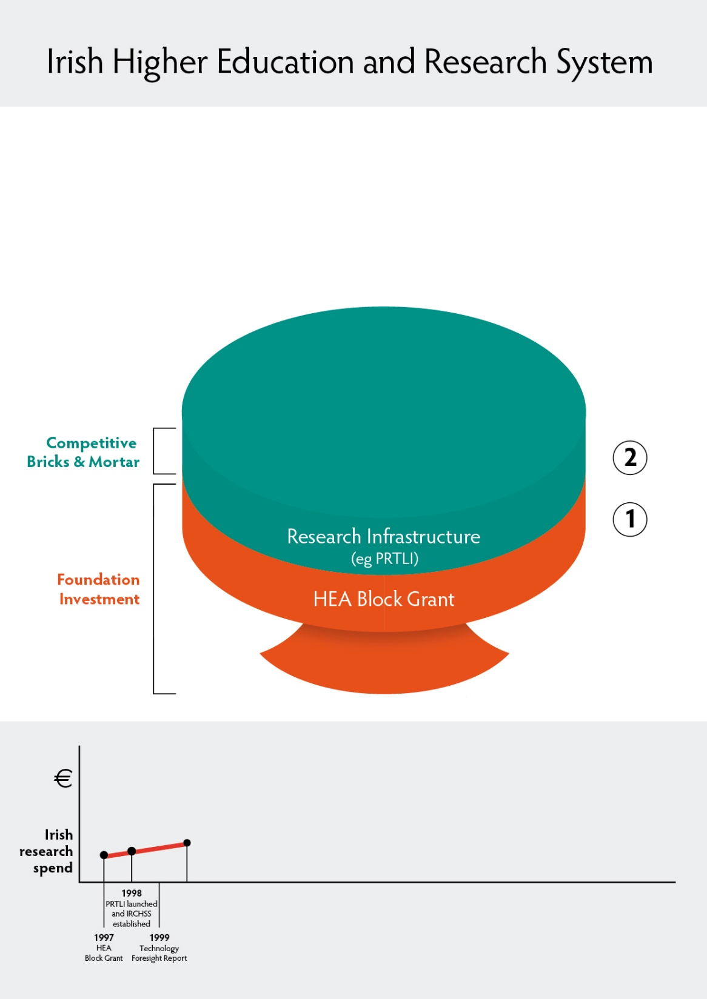 Irish Higher Education and Research System
Competitive
Bricks & Mortar
2
1
Research Infrastructure
(eg PRTLI)
Foundation
Investment
HEA Block Grant
€
Irish
research
spend
1998
PRTLI launched
and IRCHSS
established
1997
HEA
Block Grant
1999
Technology
Foresight Report